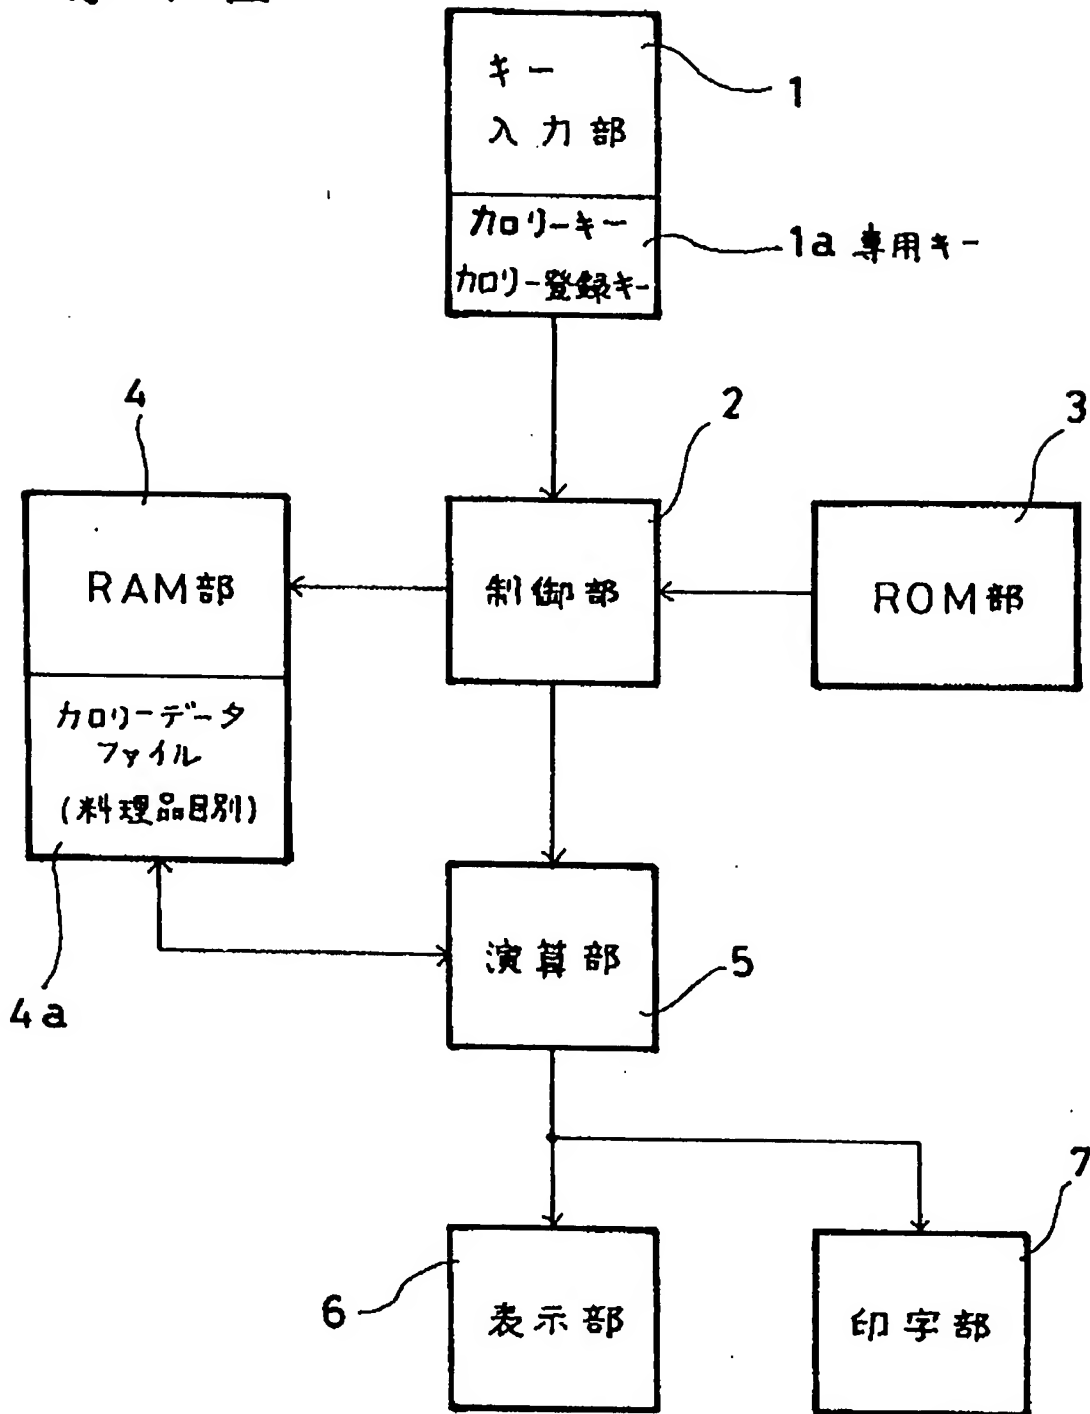 キー
入力部
1
カロリーキー
1a 専用キー
カロリー登録キー
4
2
3
RAM部
制御部
ROM部
カロリーデータ
ファイル
(料理品目別)
演算部
5
4a
7
6
表示部
印字部